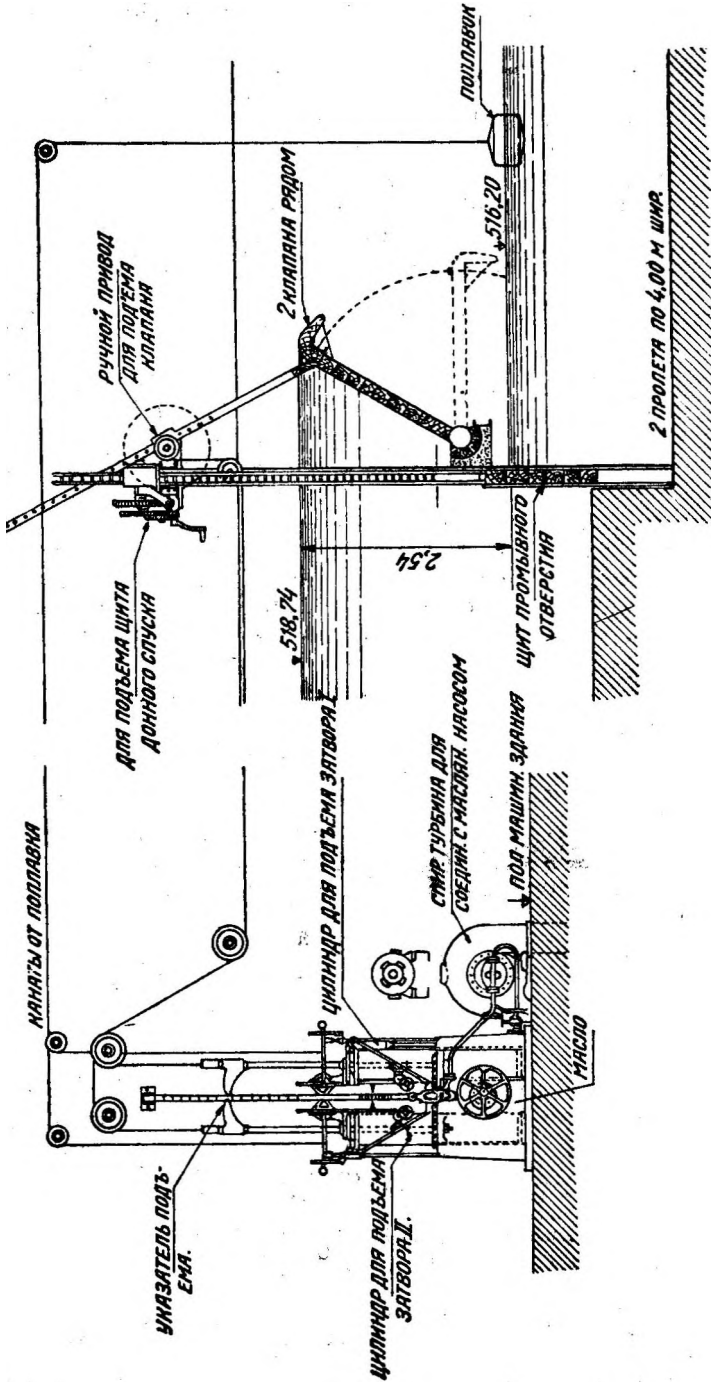 КАНАТЫ ОТ ПОПЛАВКА
УКАЗАТЕЛЬ ПОДЪ-
ЕМА.
ЦИЛИНДР ДЛЯ ПОДЪЕМА ЗАТВОРА I
ЦИЛИНДР ДЛЯ ПОДЪЕМА
ЗАТВОРА II.
СПИР. ТУРБИНА ДЛЯ
СОЕДИН. С МАСЛЯН. НАСОСОМ
ПОЛ МАШИН. ЗДАНИЯ
МАСЛО
ДЛЯ ПОДЪЕМА ЩИТА
ДОННОГО СПУСКА
РУЧНОЙ ПРИВОД
ДЛЯ ПОД'ЕМА
КЛАПАНА
2 КЛАПАНА РЯДОМ
ПОПЛАВОК
518,74
2,54
516,20
ЩИТ ПРОМЫВНОГО
ОТВЕРСТИЯ
2 ПРОЛЕТА ПО 4,00 М ШИР.